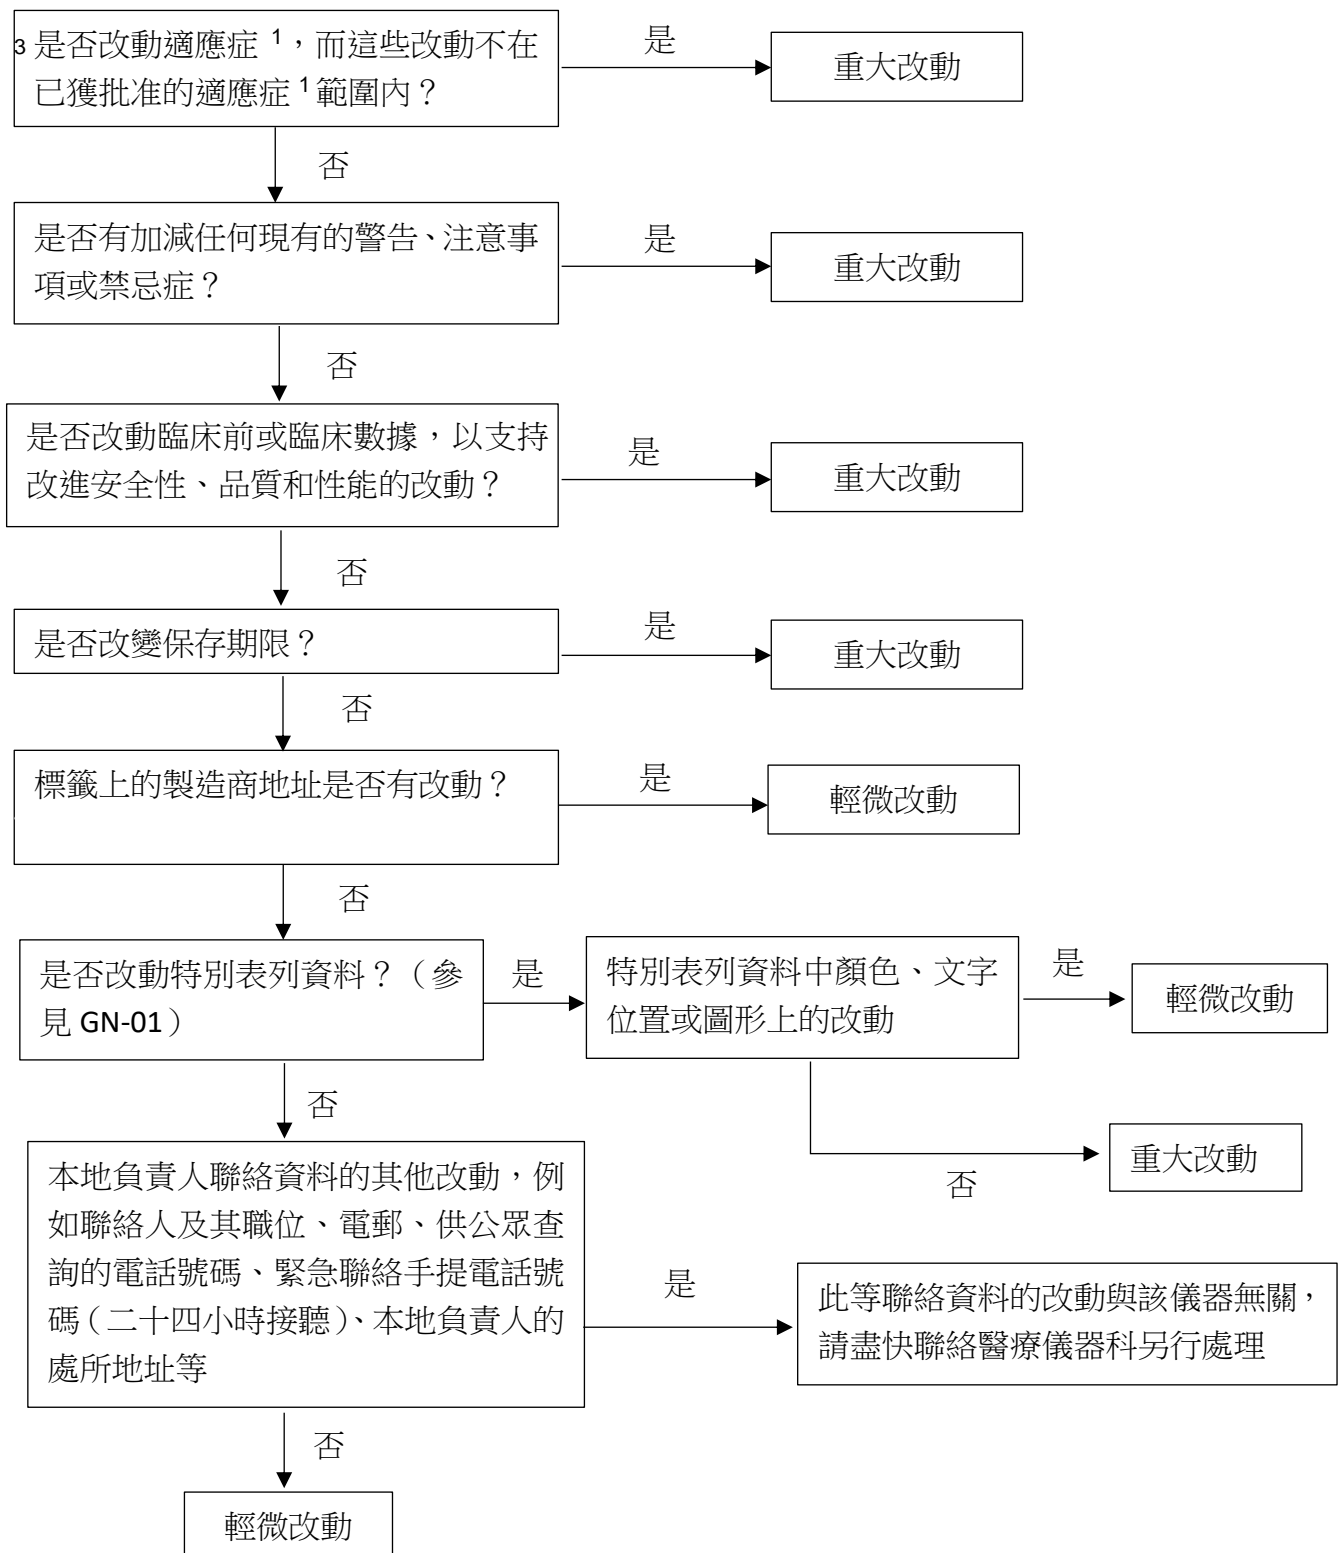 3 是否改動適應症 1，而這些改動不在
已獲批准的適應症 1 範圍內？
是
重大改動
否
是否有加減任何現有的警告、注意事
項或禁忌症？
是
重大改動
否
是否改動臨床前或臨床數據，以支持
改進安全性、品質和性能的改動？
是
重大改動
否
是否改變保存期限？
是
重大改動
否
標籤上的製造商地址是否有改動？
是
輕微改動
否
是否改動特別表列資料？（參
見 GN-01）
是
特別表列資料中顏色、文字
位置或圖形上的改動
是
輕微改動
否
重大改動
否
本地負責人聯絡資料的其他改動，例
如聯絡人及其職位、電郵、供公眾查
詢的電話號碼、緊急聯絡手提電話號
碼（二十四小時接聽）、本地負責人的
處所地址等
是
此等聯絡資料的改動與該儀器無關，
請盡快聯絡醫療儀器科另行處理
否
輕微改動